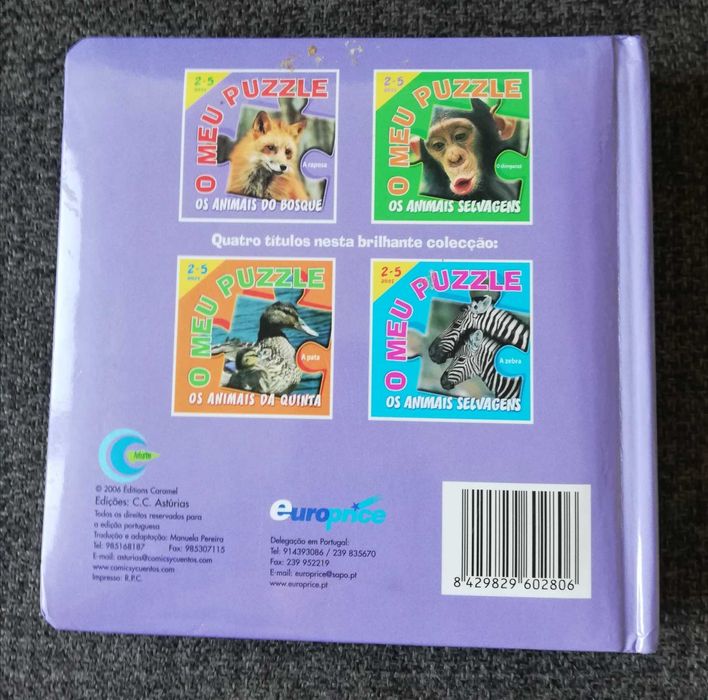 2-5
anos
O MEU PUZZLE
A raposa
OS ANIMAIS DO BOSQUE
2-5
anos
O MEU PUZZLE
O chimpanzé
OS ANIMAIS SELVAGENS
Quatro títulos nesta brilhante colecção:
2-5
anos
O MEU PUZZLE
A pata
OS ANIMAIS DA QUINTA
2-5
anos
O MEU PUZZLE
A zebra
OS ANIMAIS SELVAGENS
© 2006 Éditions Caramel
Edições: C.C. Astúrias
Todos os direitos reservados para
a edição portuguesa
Tradução e adaptação: Manuela Pereiro
Tel: 985168187 Fax: 985307115
E-mail: asturias@comicsycuentos.com
www.comicsycuentos.com
Impresso: R.P.C.
europrice
Delegação em Portugal:
Tel: 914393086 / 239 835670
Fax: 239 952219
E-mail: europrice@sapo.pt
www.europrice.pt
8 429829 602806